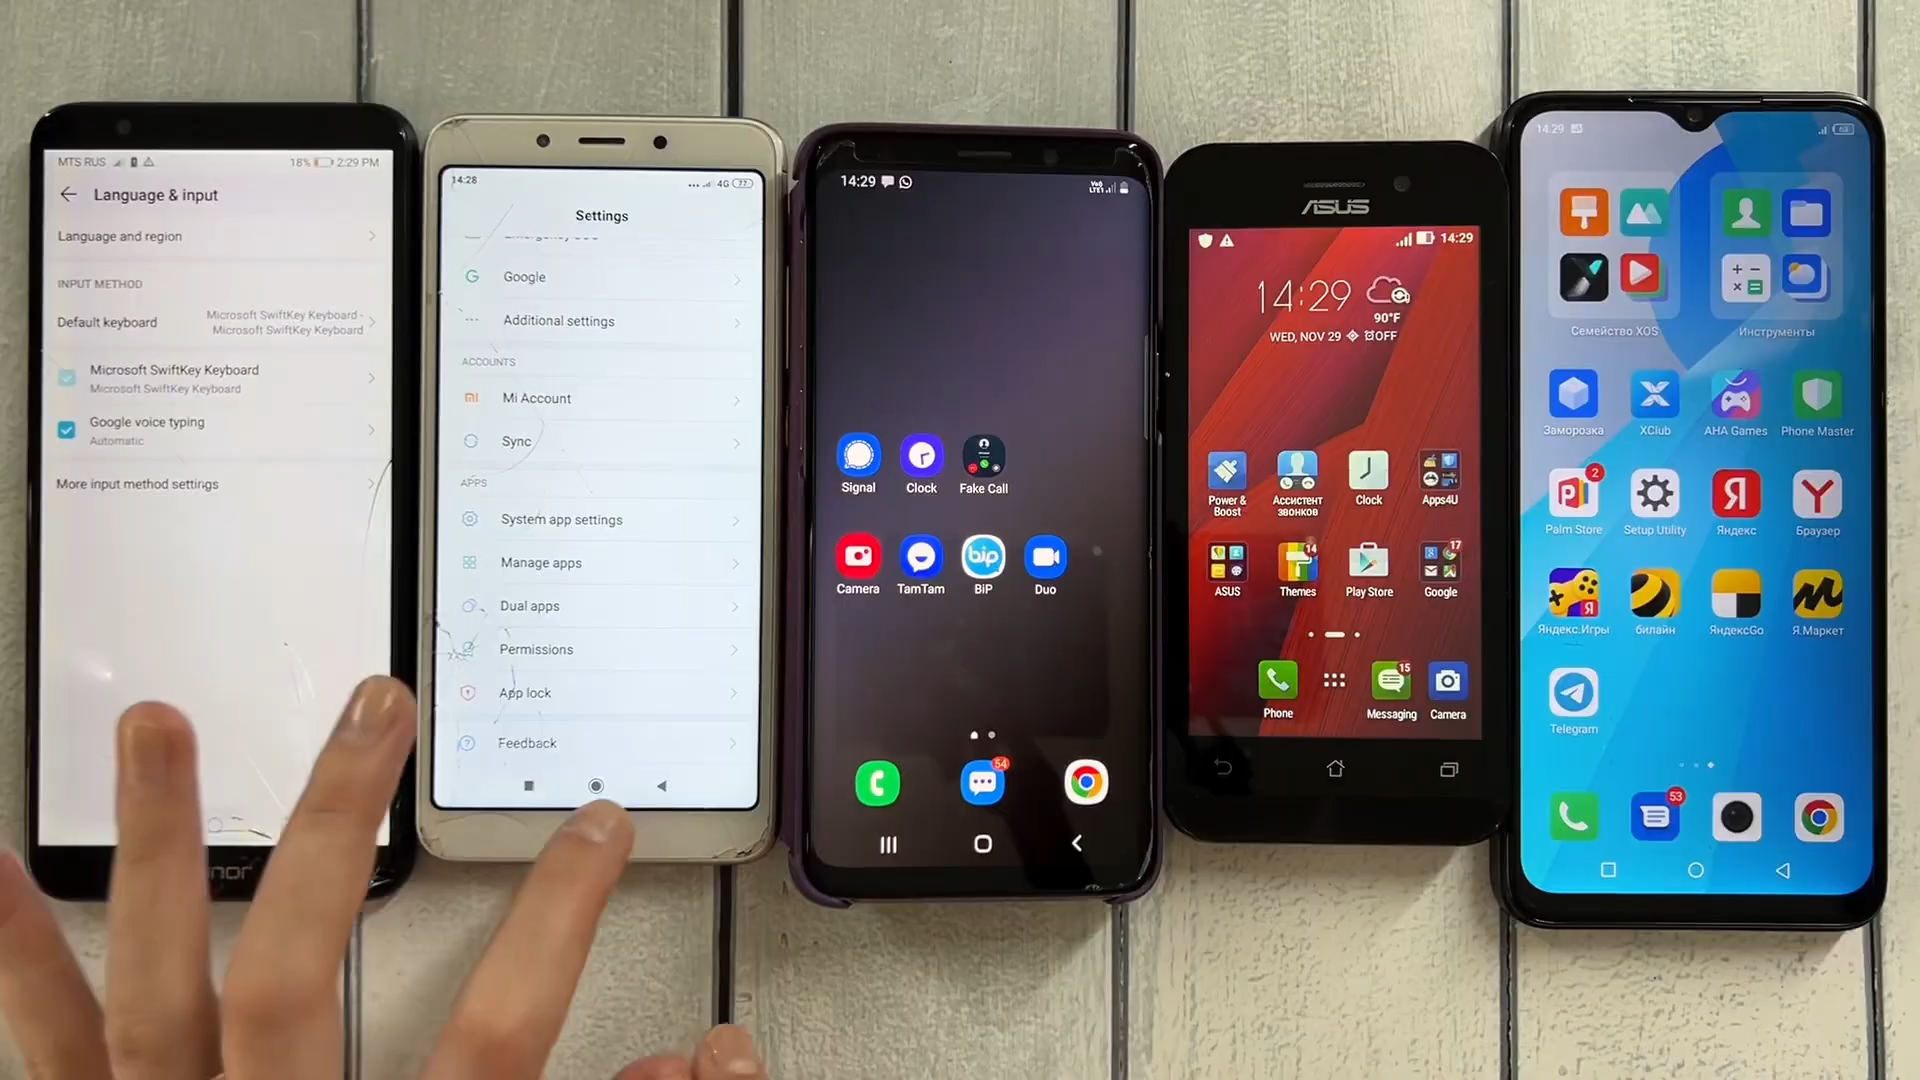 MTS RUS
18% 2:29 PM
Language & input
Language and region
INPUT METHOD
Default keyboard
Microsoft SwiftKey Keyboard -
Microsoft SwiftKey Keyboard
Microsoft SwiftKey Keyboard
Microsoft SwiftKey Keyboard
Google voice typing
Automatic
More input method settings
14:28
4G 77
Settings
Google
Additional settings
ACCOUNTS
Mi Account
Sync
APPS
System app settings
Manage apps
Dual apps
Permissions
App lock
Feedback
14:29
Signal
Clock
Fake Call
Camera
TamTam
bip
BiP
Duo
54
ASUS
14:29
14:29
90°F
WED, NOV 29 OFF
Power &
Boost
Ассистент
звонков
Clock
Apps4U
ASUS
14
Themes
Play Store
17
Google
Phone
15
Messaging
Camera
14:29
Семейство XOS
Инструменты
Заморозка
XClub
AHA Games
Phone Master
2
Palm Store
Setup Utility
Я
Яндекс
Y
Браузер
Яндекс.Игры
билайн
ЯндексGo
Я.Маркет
Telegram
53